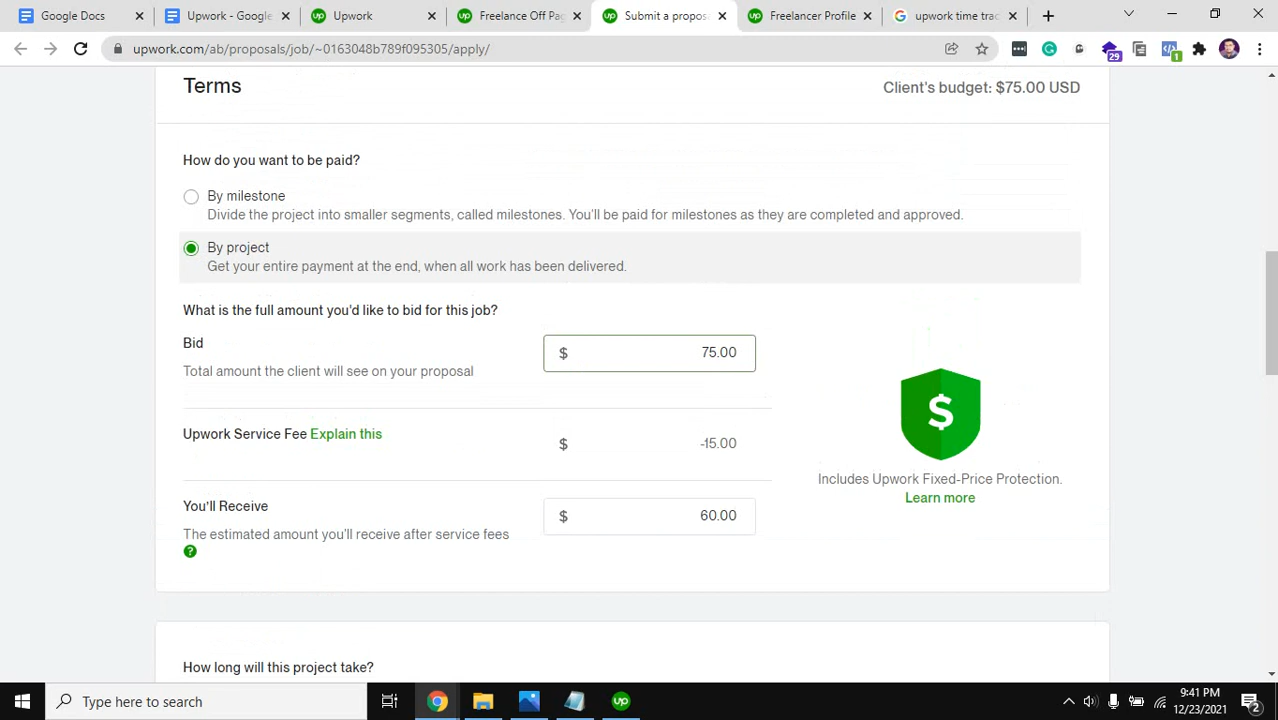 Google Docs
Upwork - Google
Upwork
Freelance Off Pag
Submit a propos
Freelancer Profile
upwork time trac
upwork.com/ab/proposals/job/~0163048b789f095305/apply/
29
1
Terms
Client's budget: $75.00 USD
How do you want to be paid?
By milestone
Divide the project into smaller segments, called milestones. You'll be paid for milestones as they are completed and approved.
By project
Get your entire payment at the end, when all work has been delivered.
What is the full amount you'd like to bid for this job?
Bid
$ 75.00
Total amount the client will see on your proposal
Upwork Service Fee Explain this
$ -15.00
Includes Upwork Fixed-Price Protection.
Learn more
You'll Receive
$ 60.00
The estimated amount you'll receive after service fees
?
How long will this project take?
Type here to search
up
9:41 PM
12/23/2021
2